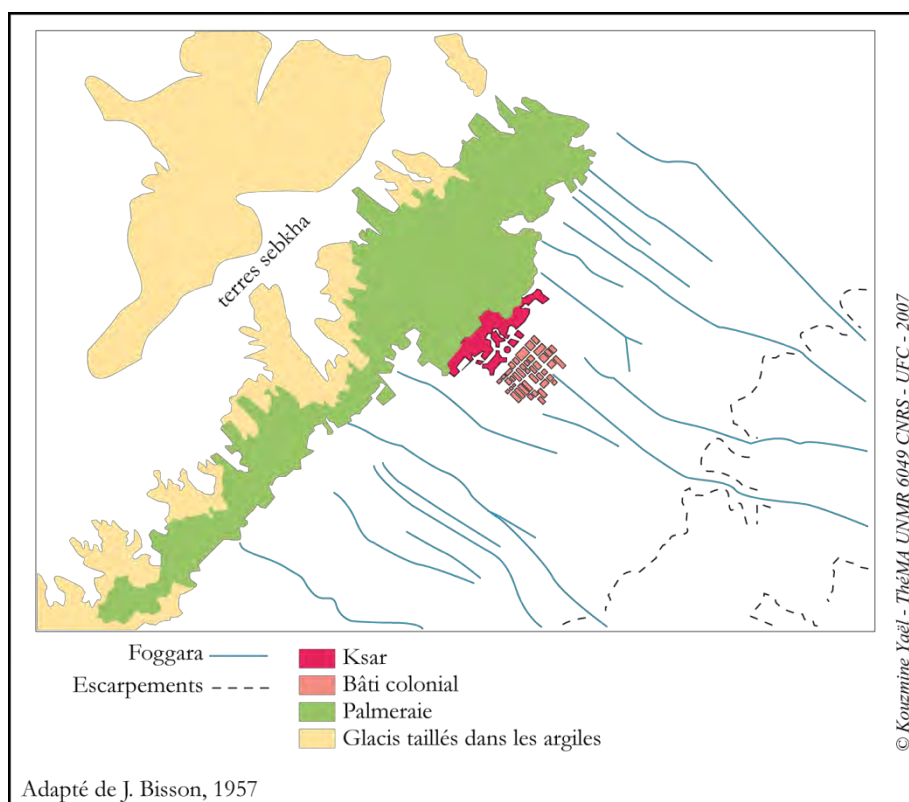 terres sebkha
Foggara
Escarpements
Ksar
Bâti colonial
Palmeraie
Glacis taillés dans les argiles
Adapté de J. Bisson, 1957
© Kouzmine Yaël - ThéMA UNMR 6049 CNRS - UFC - 2007